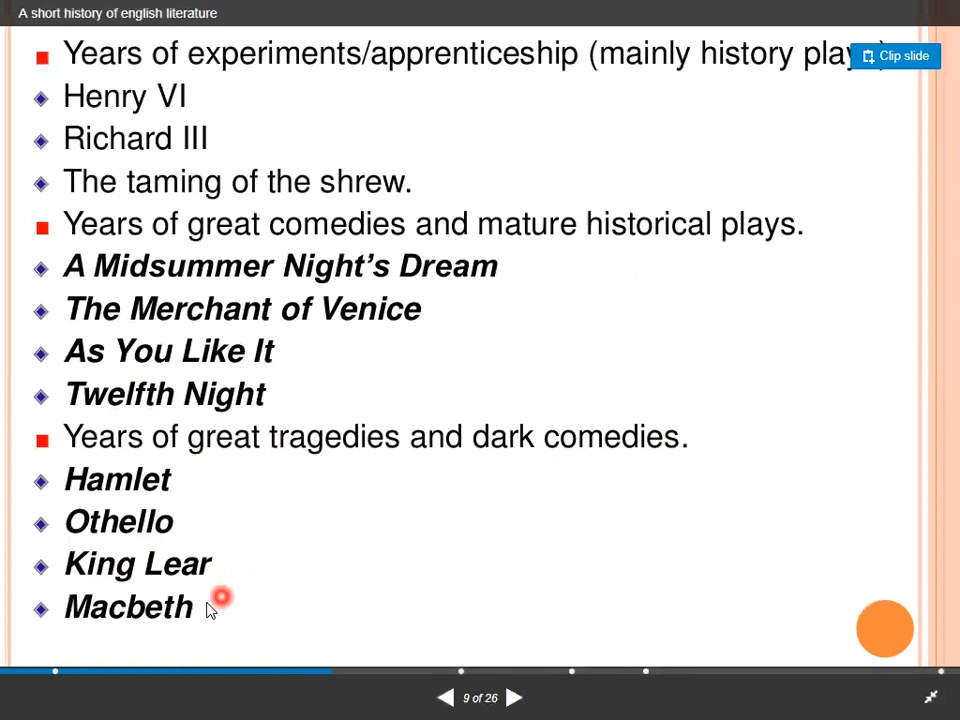 A short history of english literature
Years of experiments/apprenticeship (mainly history
Clip slide
Henry VI
Richard III
The taming of the shrew.
Years of great comedies and mature historical plays.
A Midsummer Night's Dream
The Merchant of Venice
As You Like It
Twelfth Night
Years of great tragedies and dark comedies.
Hamlet
Othello
King Lear
Macbeth
9 of 26